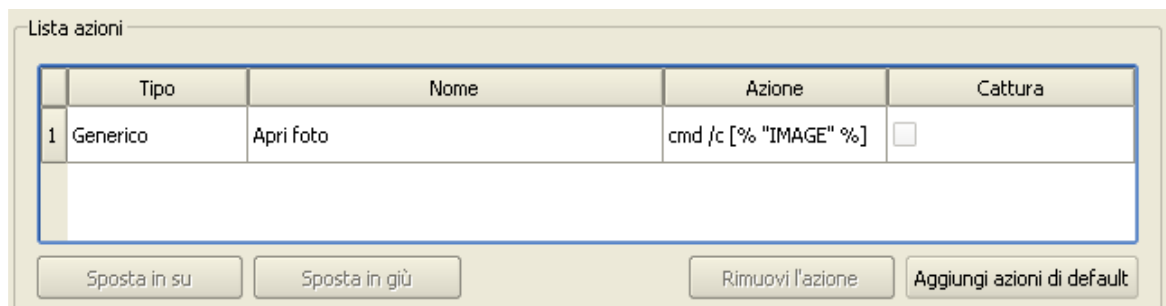 Lista azioni
Tipo Nome Azione Cattura
1 Generico Apri foto cmd /c [% "IMAGE" %]
Sposta in su Sposta in giù Rimuovi l'azione Aggiungi azioni di default